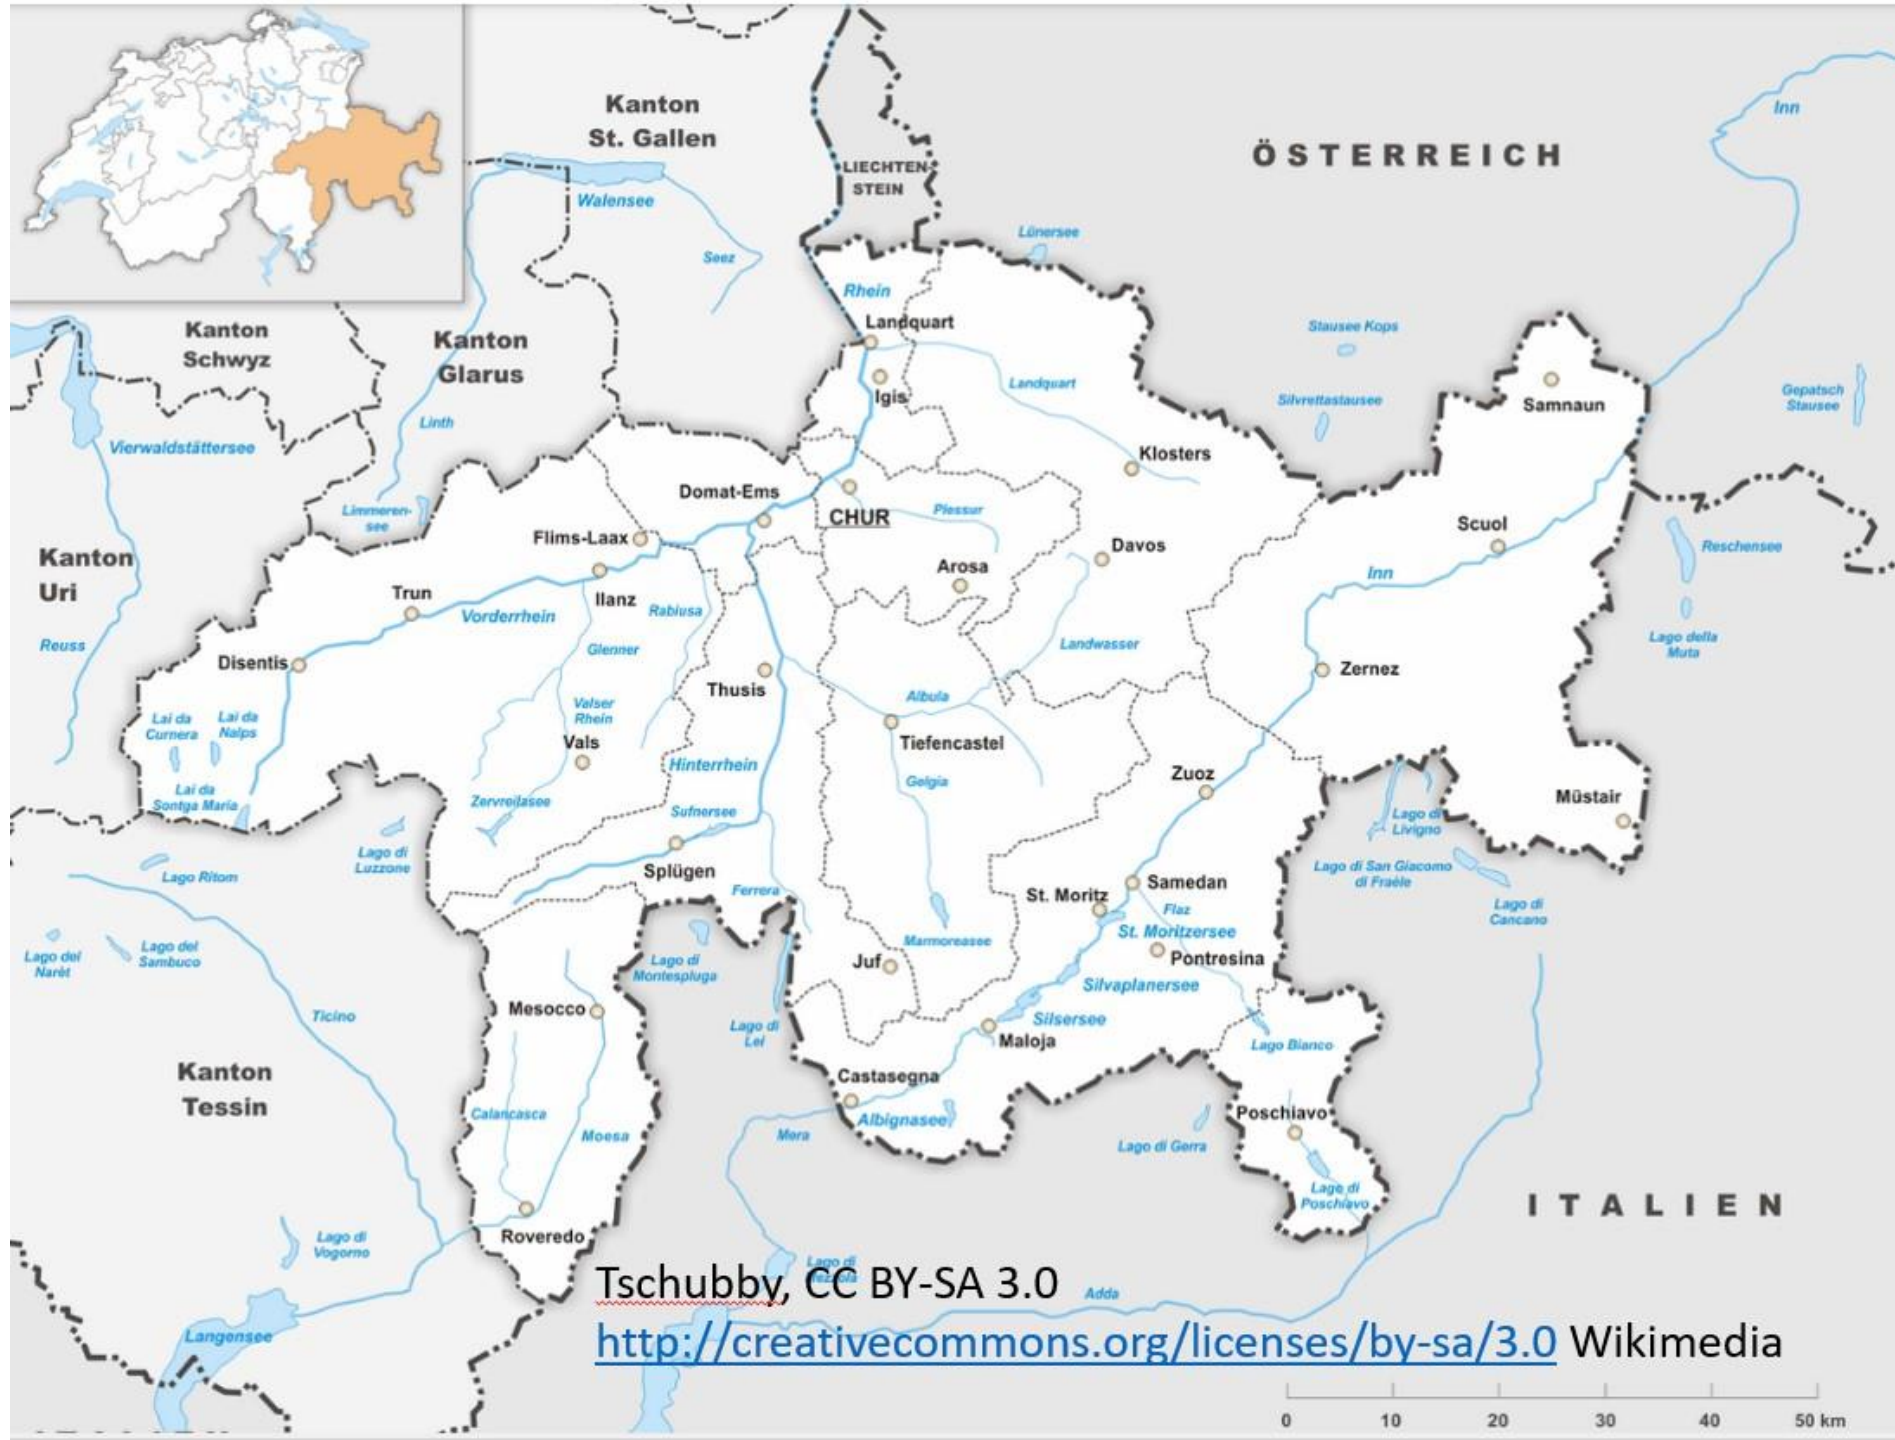 Kanton
St. Gallen
LIECHTEN-
STEIN
ÖSTERREICH
Inn
Walensee
Seez
Lünersee
Rhein
Landquart
Kanton
Schwyz
Kanton
Glarus
Stausee Kops
Landquart
Silvrettastausee
Gepatsch
Stausee
Igis
Samnaun
Linth
Vierwaldstättersee
Klosters
Domat-Ems
Limmeren-
see
CHUR
Plessur
Scuol
Flims-Laax
Davos
Reschensee
Kanton
Uri
Arosa
Inn
Trun
Ilanz
Rabiusa
Vorderrhein
Reuss
Glenner
Landwasser
Lago della
Muta
Disentis
Zernez
Thusis
Albula
Valser
Rhein
Lai da
Curnera
Lai da
Nalps
Vals
Tiefencastel
Hinterrhein
Zuoz
Gelgia
Lai da
Sontga Maria
Zervreilasee
Sufnersee
Müstair
Lago di
Livigno
Lago di
Luzzone
Lago Ritom
Splügen
Lago di San Giacomo
di Fraéle
Ferrera
St. Moritz
Samedan
Flaz
Lago di
Cancano
St. Moritzersee
Marmoreasee
Lago del
Narèt
Lago del
Sambuco
Lago di
Montespluga
Juf
Pontresina
Silvaplanersee
Mesocco
Ticino
Lago di
Lei
Silsersee
Maloja
Lago Bianco
Kanton
Tessin
Castasegna
Calancasca
Moesa
Mera
Albignasee
Poschiavo
Lago di Gerra
Lago di
Poschiavo
ITALIEN
Roveredo
Lago di
Vogorno
Lago di
Tschubby, CC BY-SA 3.0
Adda
Langensee
http://creativecommons.org/licenses/by-sa/3.0 Wikimedia
0 10 20 30 40 50 km